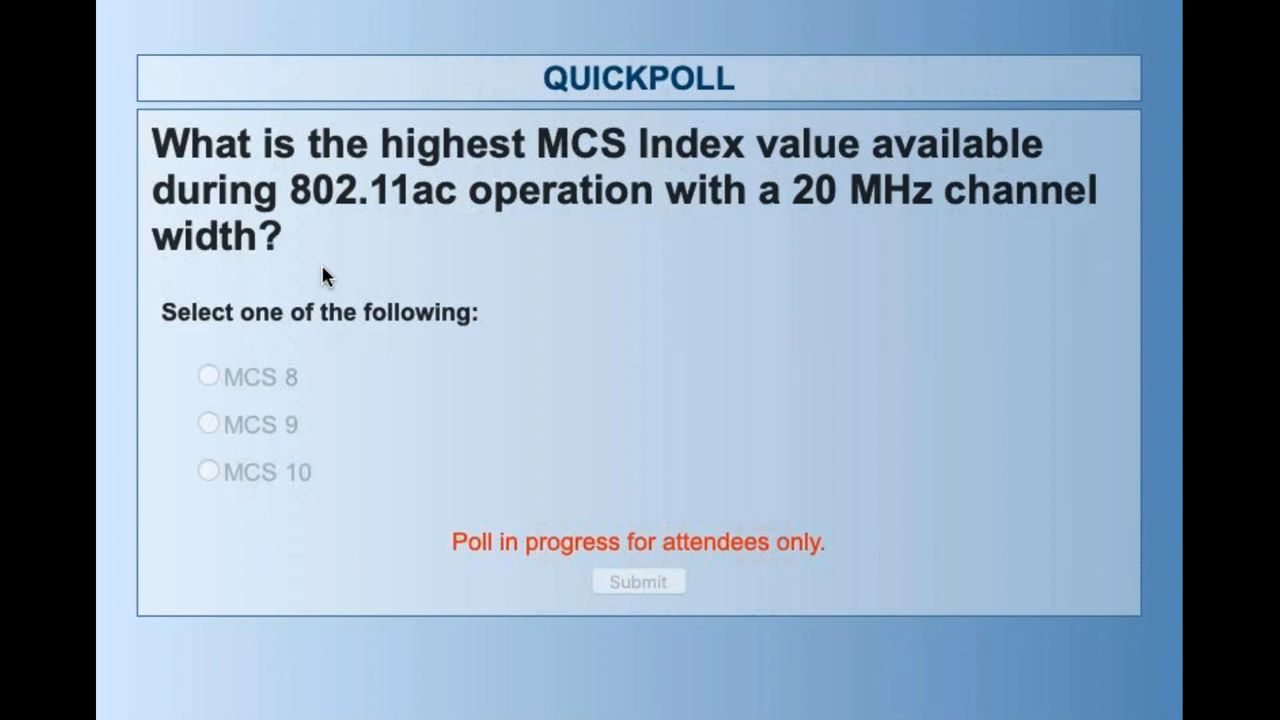 QUICKPOLL
What is the highest MCS Index value available
during 802.11ac operation with a 20 MHz channel
width?
Select one of the following:
MCS 8
MCS 9
MCS 10
Poll in progress for attendees only.
Submit